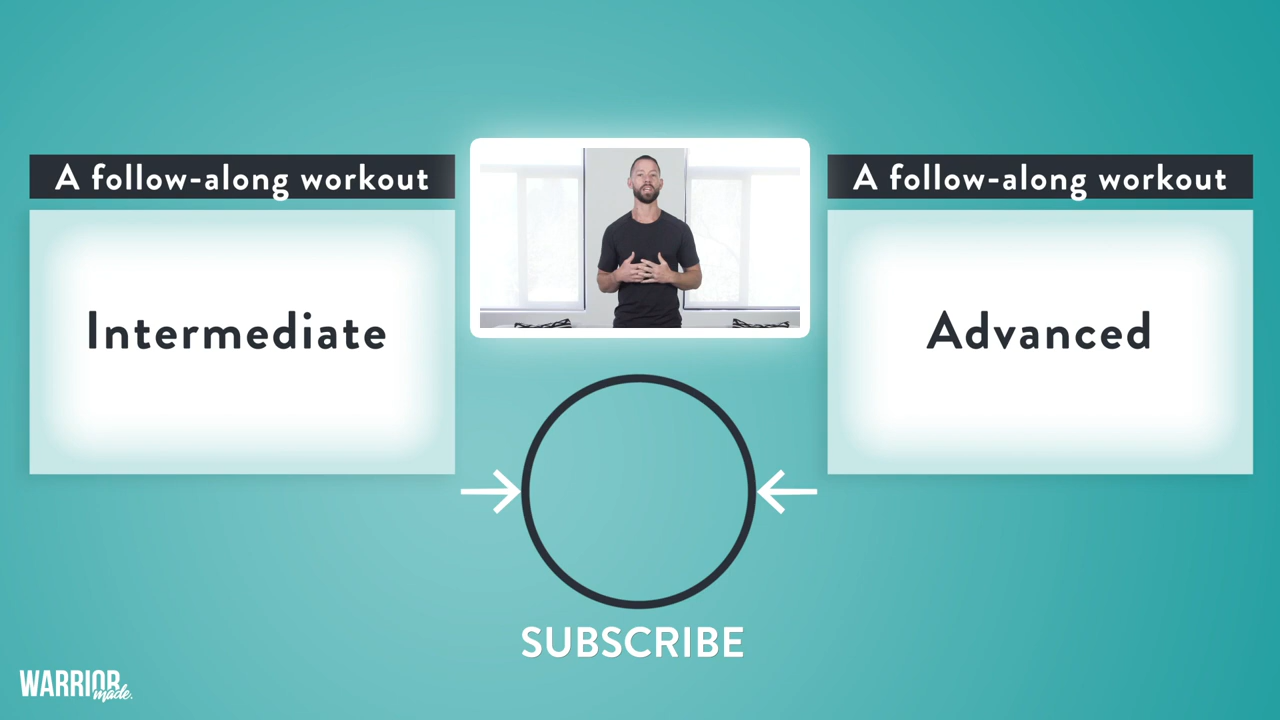 A follow-along workout
Intermediate
A follow-along workout
Advanced
SUBSCRIBE
WARRIOR
made.